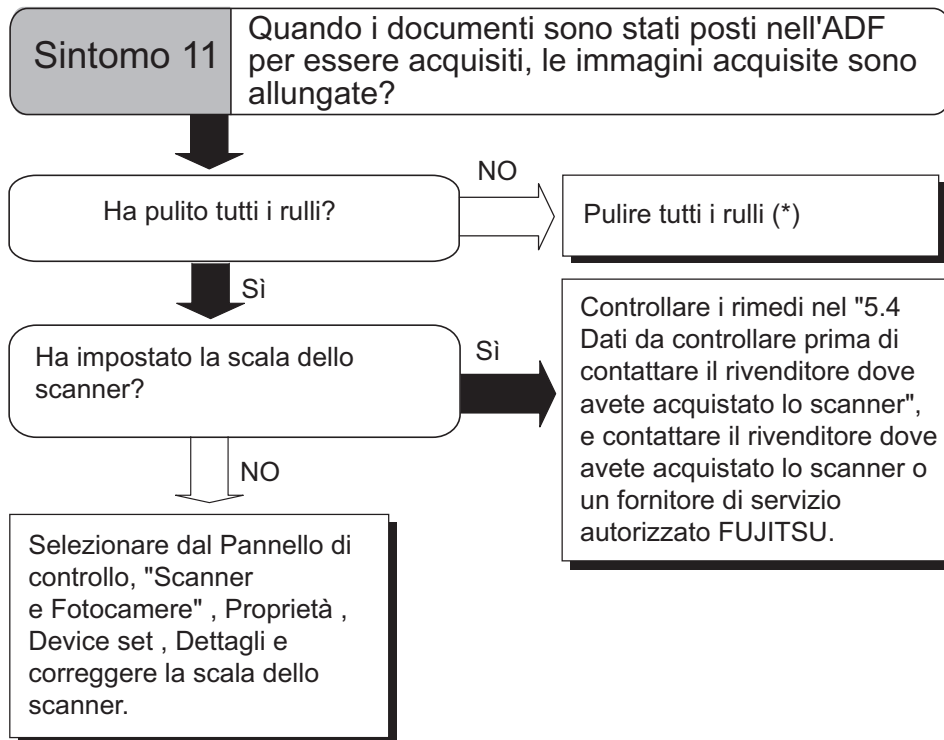 Sintomo 11
Quando i documenti sono stati posti nell'ADF
per essere acquisiti, le immagini acquisite sono
allungate?
NO
Ha pulito tutti i rulli?
Pulire tutti i rulli (*)
Sì
Ha impostato la scala dello
scanner?
Sì
Controllare i rimedi nel "5.4
Dati da controllare prima di
contattare il rivenditore dove
avete acquistato lo scanner",
e contattare il rivenditore dove
avete acquistato lo scanner o
un fornitore di servizio
autorizzato FUJITSU.
NO
Selezionare dal Pannello di
controllo, "Scanner
e Fotocamere" , Proprietà ,
Device set , Dettagli e
correggere la scala dello
scanner.